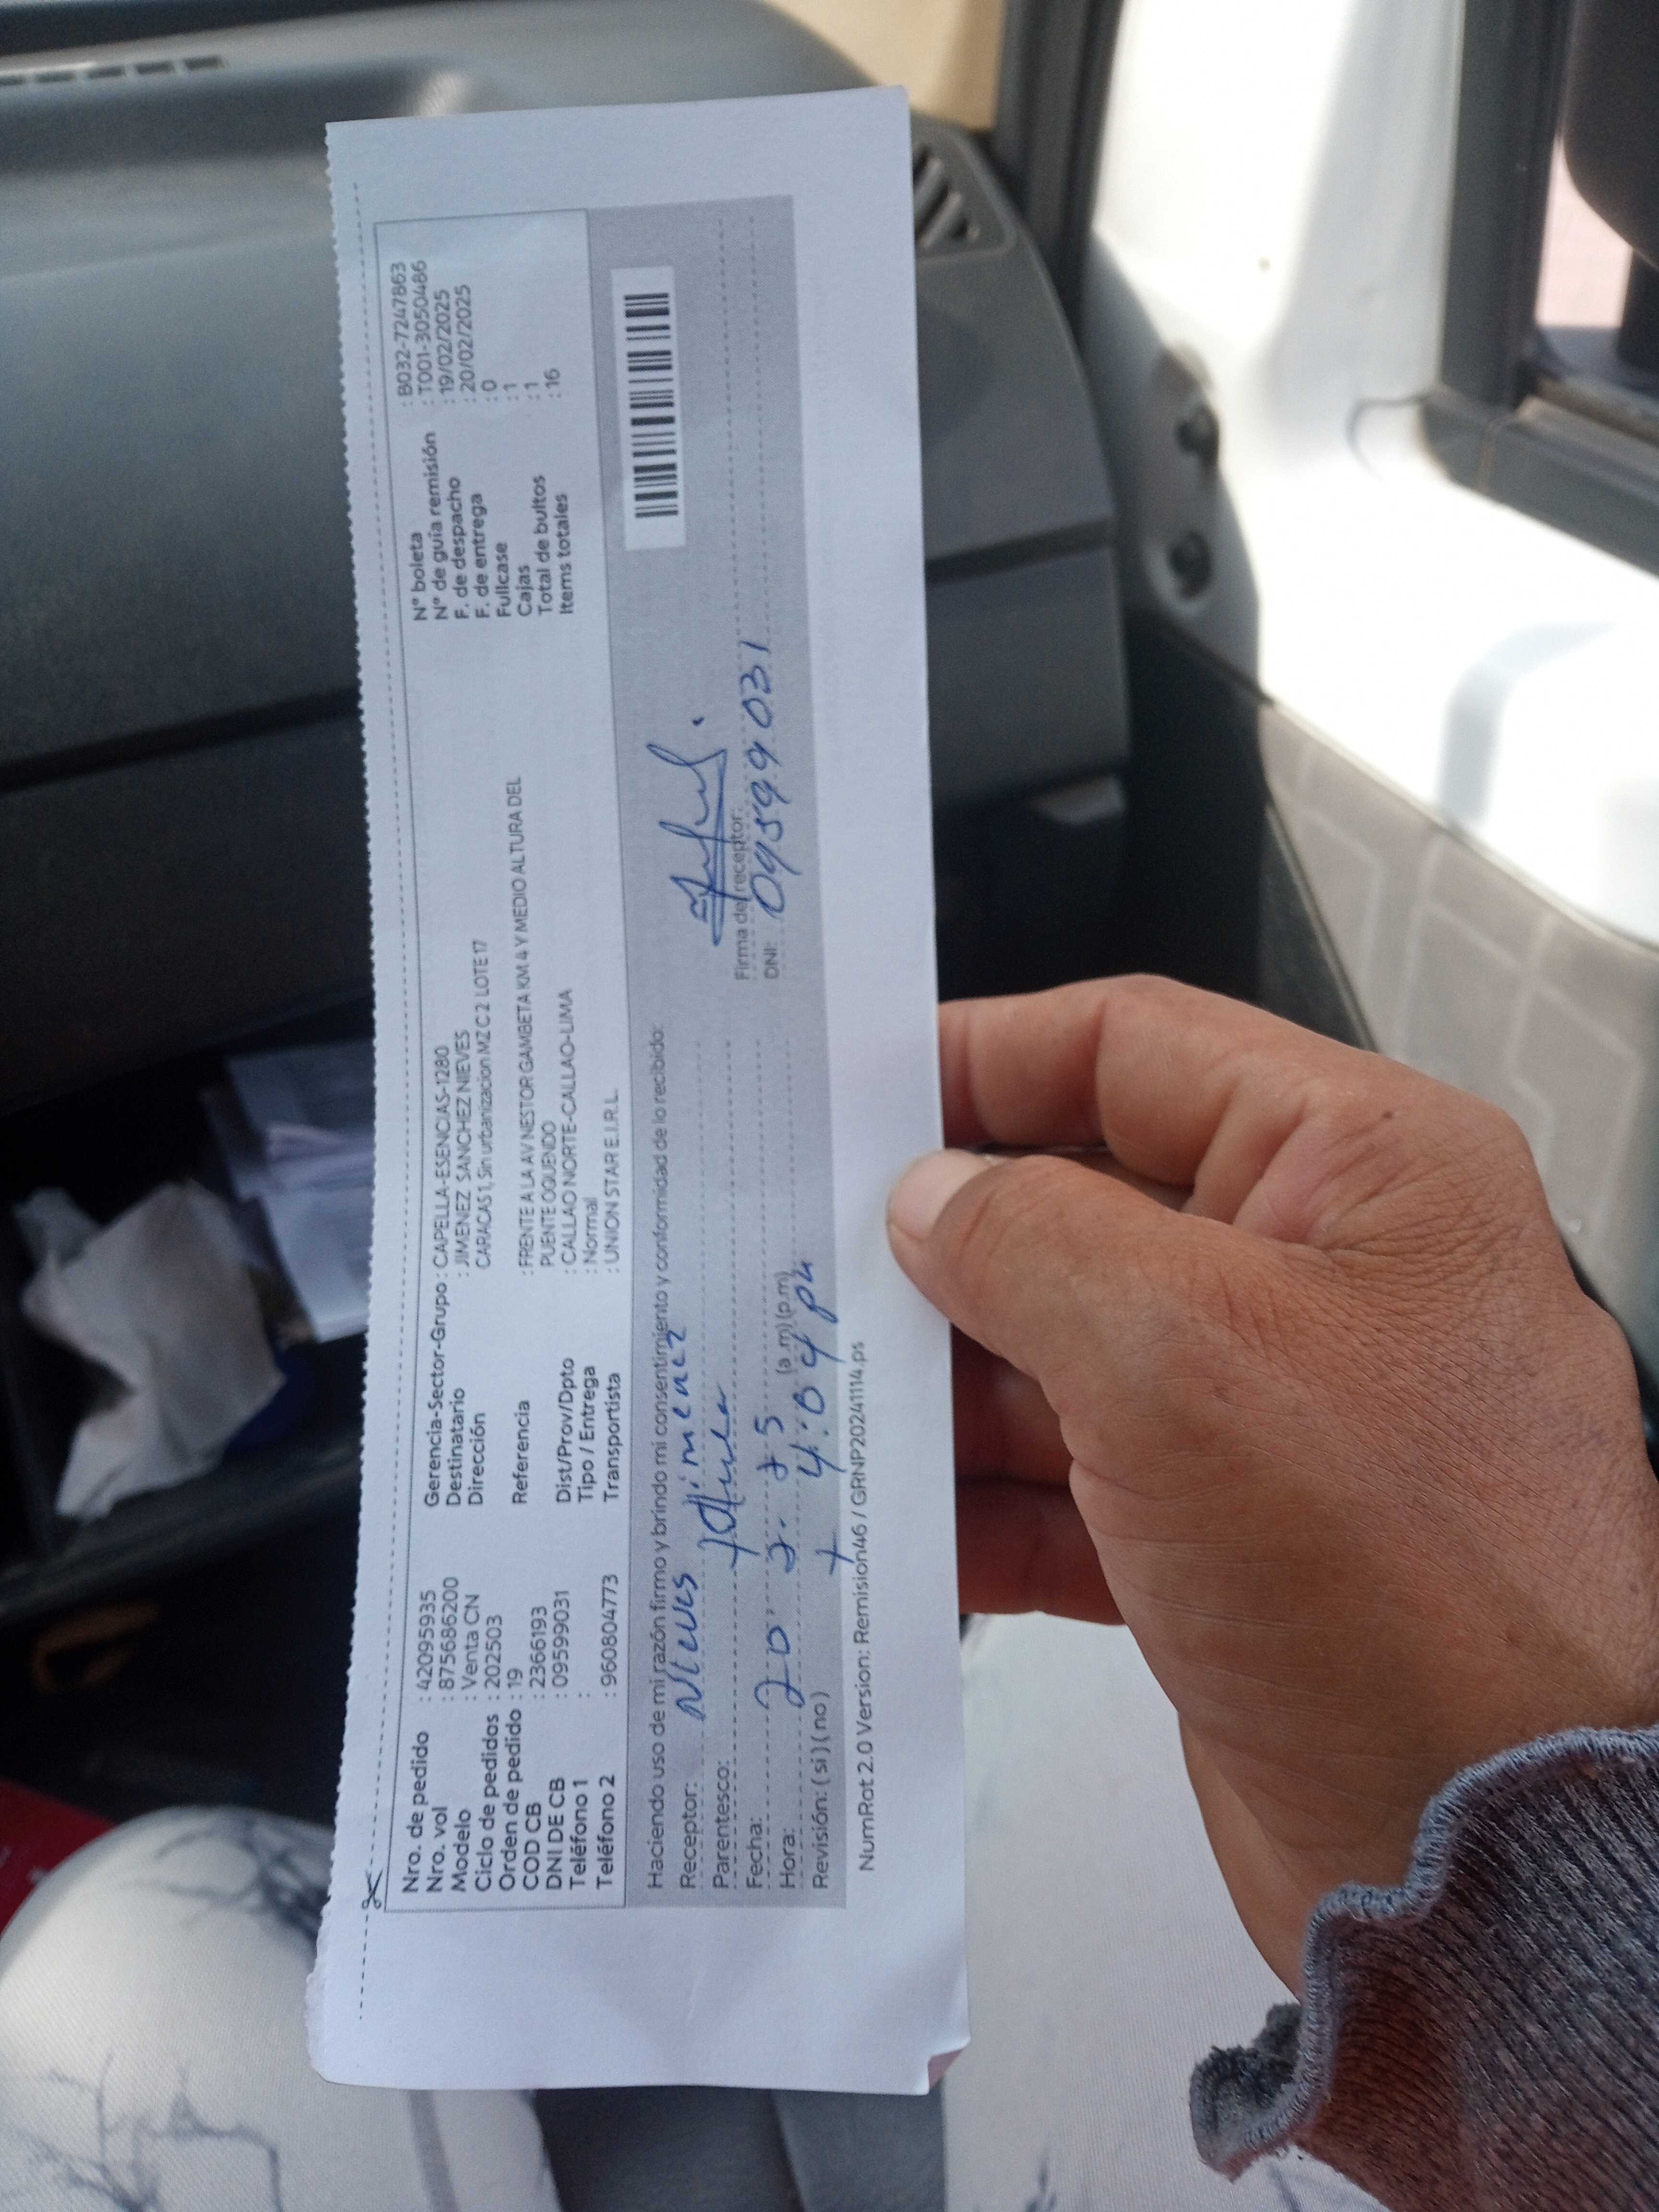 Nro. de pedido : 42095935
Nro. vol : 875686200
Modelo : Venta CN
Ciclo de pedidos : 202503
Orden de pedido : 19
COD CB : 2366193
DNI DE CB : 09599031
Teléfono 1 :
Teléfono 2 : 960804773
Gerencia-Sector-Grupo : CAPELLA-ESENCIAS-1280
Destinatario : JIMENEZ SANCHEZ NIEVES
Dirección CARACAS 1, Sin urbanizacion MZ C 2 LOTE 17
Referencia : FRENTE A LA AV NESTOR GAMBETA KM 4 Y MEDIO ALTURA DEL
PUENTE OQUENDO
Dist/Prov/Dpto : CALLAO NORTE-CALLAO-LIMA
Tipo / Entrega : Normal
Transportista : UNION STAR E.I.R.L.
N° boleta : B032-7247863
N° de guía remisión : T001-3050486
F. de despacho : 19/02/2025
F. de entrega : 20/02/2025
Fullcase : 0
Cajas : 1
Total de bultos : 1
Items totales : 16
Haciendo uso de mi razón firmo y brindo mi consentimiento y conformidad de lo recibido:
Receptor: Nieves Jimenez
Parentesco:
Fecha: 20. 2. 25
Hora: (a.m) (p.m)
Revisión: ( si ) ( no )
Firma del receptor:
DNI: 09599031
NumRot 2.0 Version: Remision46 / GRNP20241114.ps